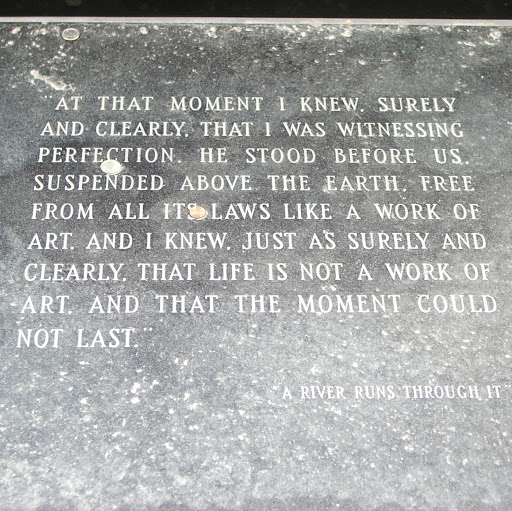 "AT THAT MOMENT I KNEW, SURELY
AND CLEARLY, THAT I WAS WITNESSING
PERFECTION. HE STOOD BEFORE US,
SUSPENDED ABOVE THE EARTH, FREE
FROM ALL ITS LAWS LIKE A WORK OF
ART, AND I KNEW, JUST AS SURELY AND
CLEARLY, THAT LIFE IS NOT A WORK OF
ART, AND THAT THE MOMENT COULD
NOT LAST."
"A RIVER RUNS THROUGH IT"